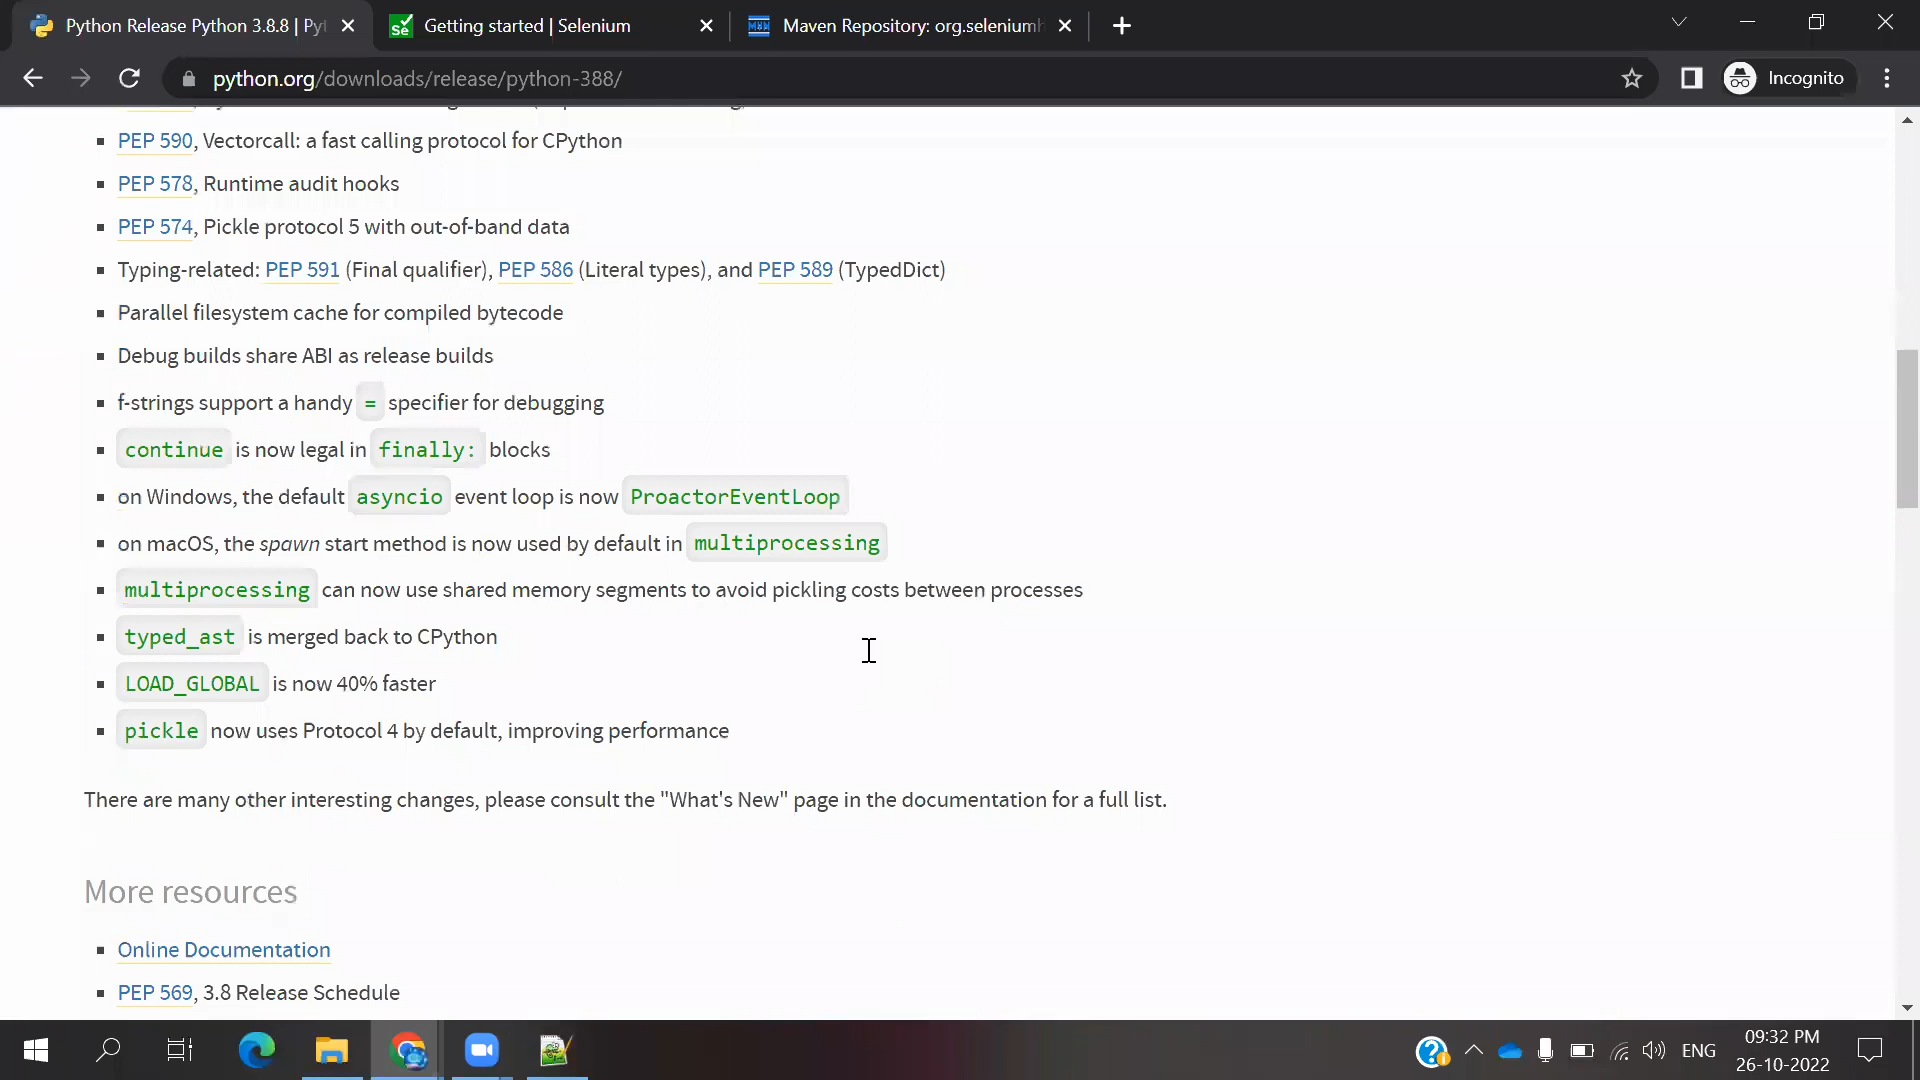 Python Release Python 3.8.8 | Pyt
Getting started | Selenium
Maven Repository: org.seleniumh
python.org/downloads/release/python-388/
Incognito
PEP 590, Vectorcall: a fast calling protocol for CPython
PEP 578, Runtime audit hooks
PEP 574, Pickle protocol 5 with out-of-band data
Typing-related: PEP 591 (Final qualifier), PEP 586 (Literal types), and PEP 589 (TypedDict)
Parallel filesystem cache for compiled bytecode
Debug builds share ABI as release builds
f-strings support a handy = specifier for debugging
continue is now legal in finally: blocks
on Windows, the default asyncio event loop is now ProactorEventLoop
on macOS, the spawn start method is now used by default in multiprocessing
multiprocessing can now use shared memory segments to avoid pickling costs between processes
typed_ast is merged back to CPython
LOAD_GLOBAL is now 40% faster
pickle now uses Protocol 4 by default, improving performance
There are many other interesting changes, please consult the "What's New" page in the documentation for a full list.
More resources
Online Documentation
PEP 569, 3.8 Release Schedule
ENG
09:32 PM
26-10-2022